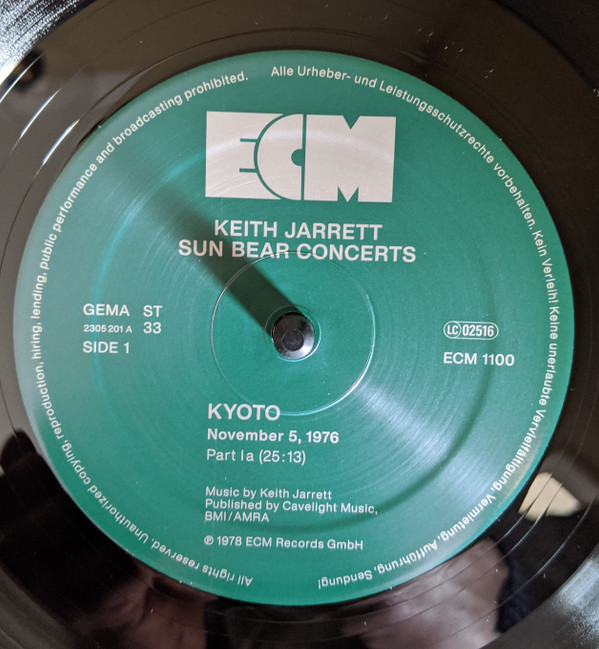 ECM
KEITH JARRETT
SUN BEAR CONCERTS
GEMA ST
2305 201 A 33
SIDE 1
LC 02516
ECM 1100
KYOTO
November 5, 1976
Part I a (25:13)
Music by Keith Jarrett
Published by Cavelight Music,
BMI/AMRA
℗ 1978 ECM Records GmbH
Alle Urheber- und Leistungsschutzrechte vorbehalten. Kein Verleih! Keine unerlaubte Vervielfältigung, Vermietung, Aufführung, Sendung!
All rights reserved. Unauthorized copying reproduction, hiring, lending, public performance and broadcasting prohibited.